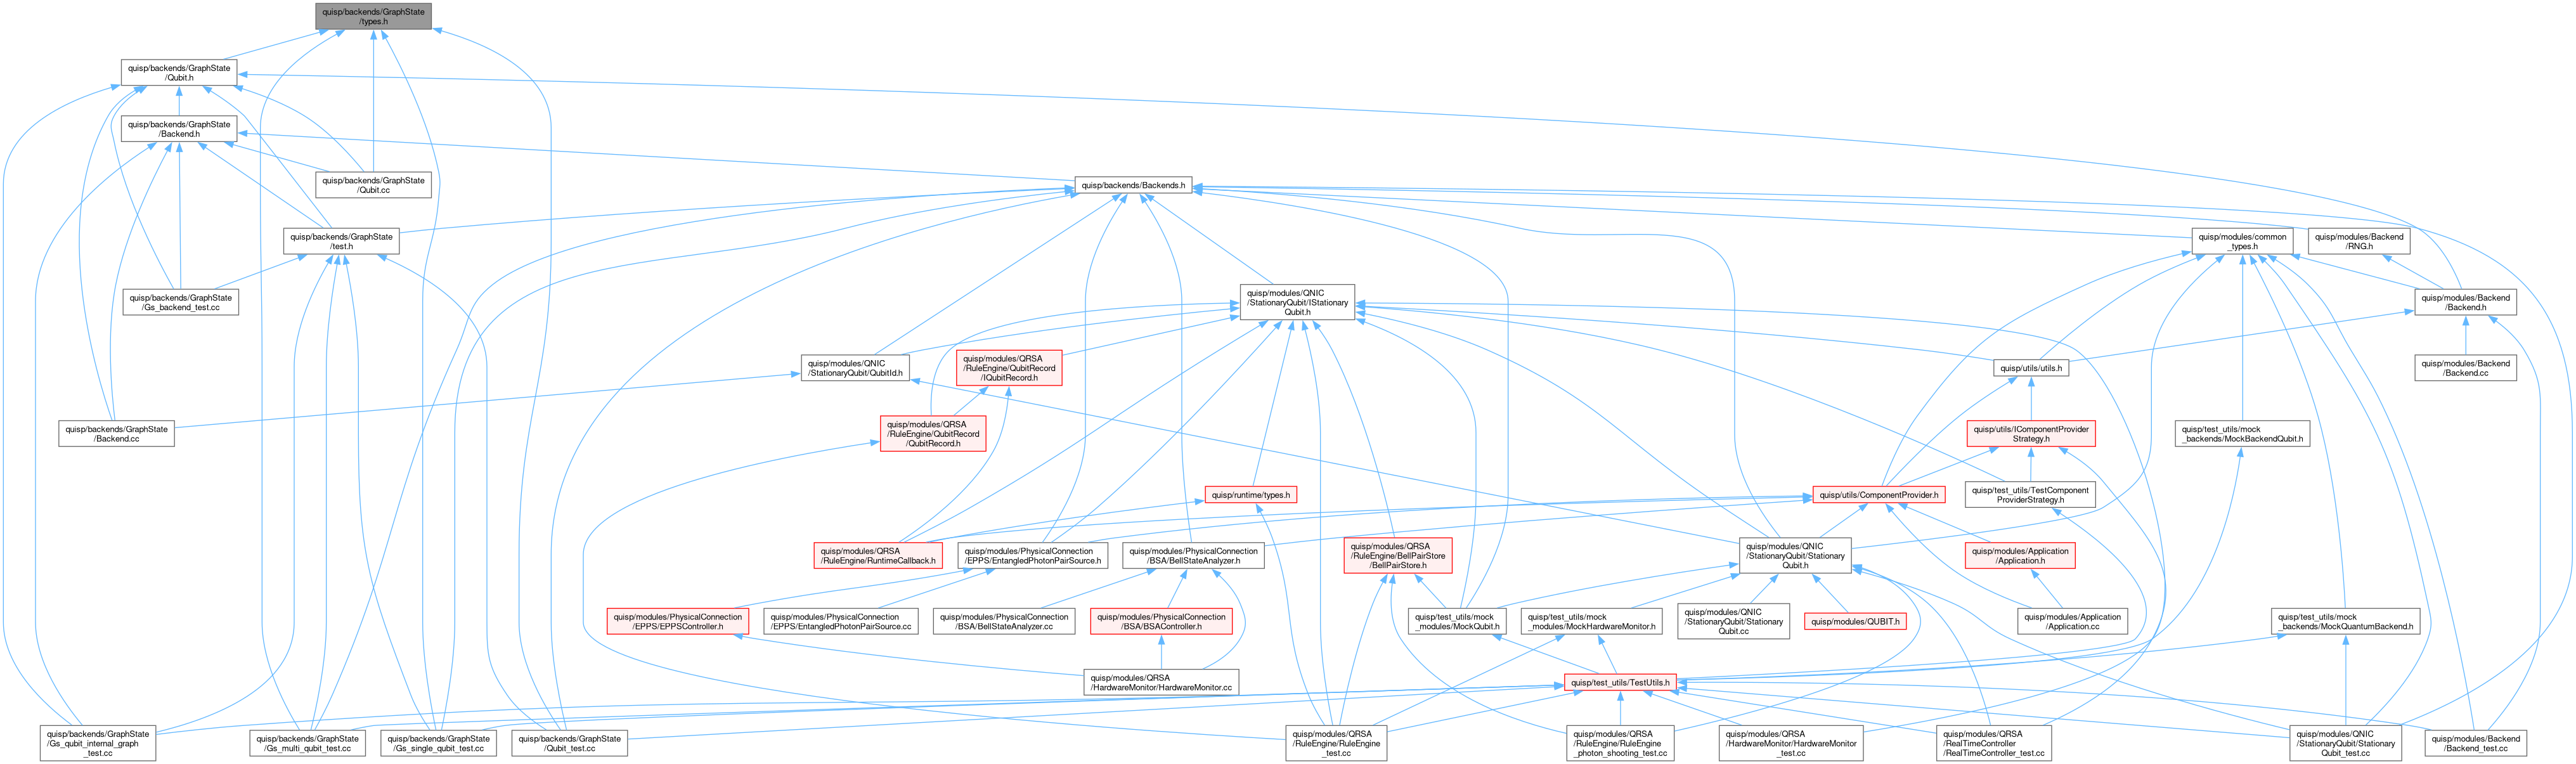 quisp/backends/GraphState
/types.h
quisp/backends/GraphState
/Qubit.h
quisp/backends/GraphState
/Backend.h
quisp/backends/GraphState
/Qubit.cc
quisp/backends/Backends.h
quisp/backends/GraphState
/test.h
quisp/modules/common
_types.h
quisp/modules/Backend
/RNG.h
quisp/backends/GraphState
/Gs_backend_test.cc
quisp/modules/QNIC
/StationaryQubit/IStationary
Qubit.h
quisp/modules/Backend
/Backend.h
quisp/modules/QNIC
/StationaryQubit/QubitId.h
quisp/modules/QRSA
/RuleEngine/QubitRecord
/IQubitRecord.h
quisp/utils/utils.h
quisp/modules/Backend
/Backend.cc
quisp/backends/GraphState
/Backend.cc
quisp/modules/QRSA
/RuleEngine/QubitRecord
/QubitRecord.h
quisp/utils/IComponentProvider
Strategy.h
quisp/test_utils/mock
_backends/MockBackendQubit.h
quisp/runtime/types.h
quisp/utils/ComponentProvider.h
quisp/test_utils/TestComponent
ProviderStrategy.h
quisp/modules/QRSA
/RuleEngine/RuntimeCallback.h
quisp/modules/PhysicalConnection
/EPPS/EntangledPhotonPairSource.h
quisp/modules/PhysicalConnection
/BSA/BellStateAnalyzer.h
quisp/modules/QRSA
/RuleEngine/BellPairStore
/BellPairStore.h
quisp/modules/QNIC
/StationaryQubit/Stationary
Qubit.h
quisp/modules/Application
/Application.h
quisp/modules/PhysicalConnection
/EPPS/EPPSController.h
quisp/modules/PhysicalConnection
/EPPS/EntangledPhotonPairSource.cc
quisp/modules/PhysicalConnection
/BSA/BellStateAnalyzer.cc
quisp/modules/PhysicalConnection
/BSA/BSAController.h
quisp/test_utils/mock
_modules/MockQubit.h
quisp/test_utils/mock
_modules/MockHardwareMonitor.h
quisp/modules/QNIC
/StationaryQubit/Stationary
Qubit.cc
quisp/modules/QUBIT.h
quisp/modules/Application
/Application.cc
quisp/test_utils/mock
_backends/MockQuantumBackend.h
quisp/modules/QRSA
/HardwareMonitor/HardwareMonitor.cc
quisp/test_utils/TestUtils.h
quisp/backends/GraphState
/Gs_qubit_internal_graph
_test.cc
quisp/backends/GraphState
/Gs_multi_qubit_test.cc
quisp/backends/GraphState
/Gs_single_qubit_test.cc
quisp/backends/GraphState
/Qubit_test.cc
quisp/modules/QRSA
/RuleEngine/RuleEngine
_test.cc
quisp/modules/QRSA
/RuleEngine/RuleEngine
_photon_shooting_test.cc
quisp/modules/QRSA
/HardwareMonitor/HardwareMonitor
_test.cc
quisp/modules/QRSA
/RealTimeController
/RealTimeController_test.cc
quisp/modules/QNIC
/StationaryQubit/Stationary
Qubit_test.cc
quisp/modules/Backend
/Backend_test.cc